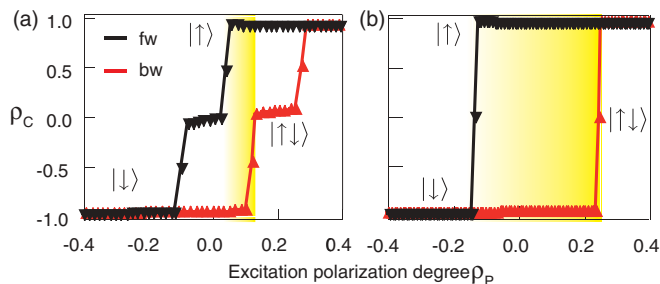 (a)
fw
bw
|↑⟩
|↑↓⟩
|↓⟩
ρC
1.0
0.5
0.0
-0.5
-1.0
-0.4 -0.2 0.0 0.2 0.4
(b)
|↑⟩
|↑↓⟩
|↓⟩
-0.4 -0.2 0.0 0.2 0.4
Excitation polarization degree ρP